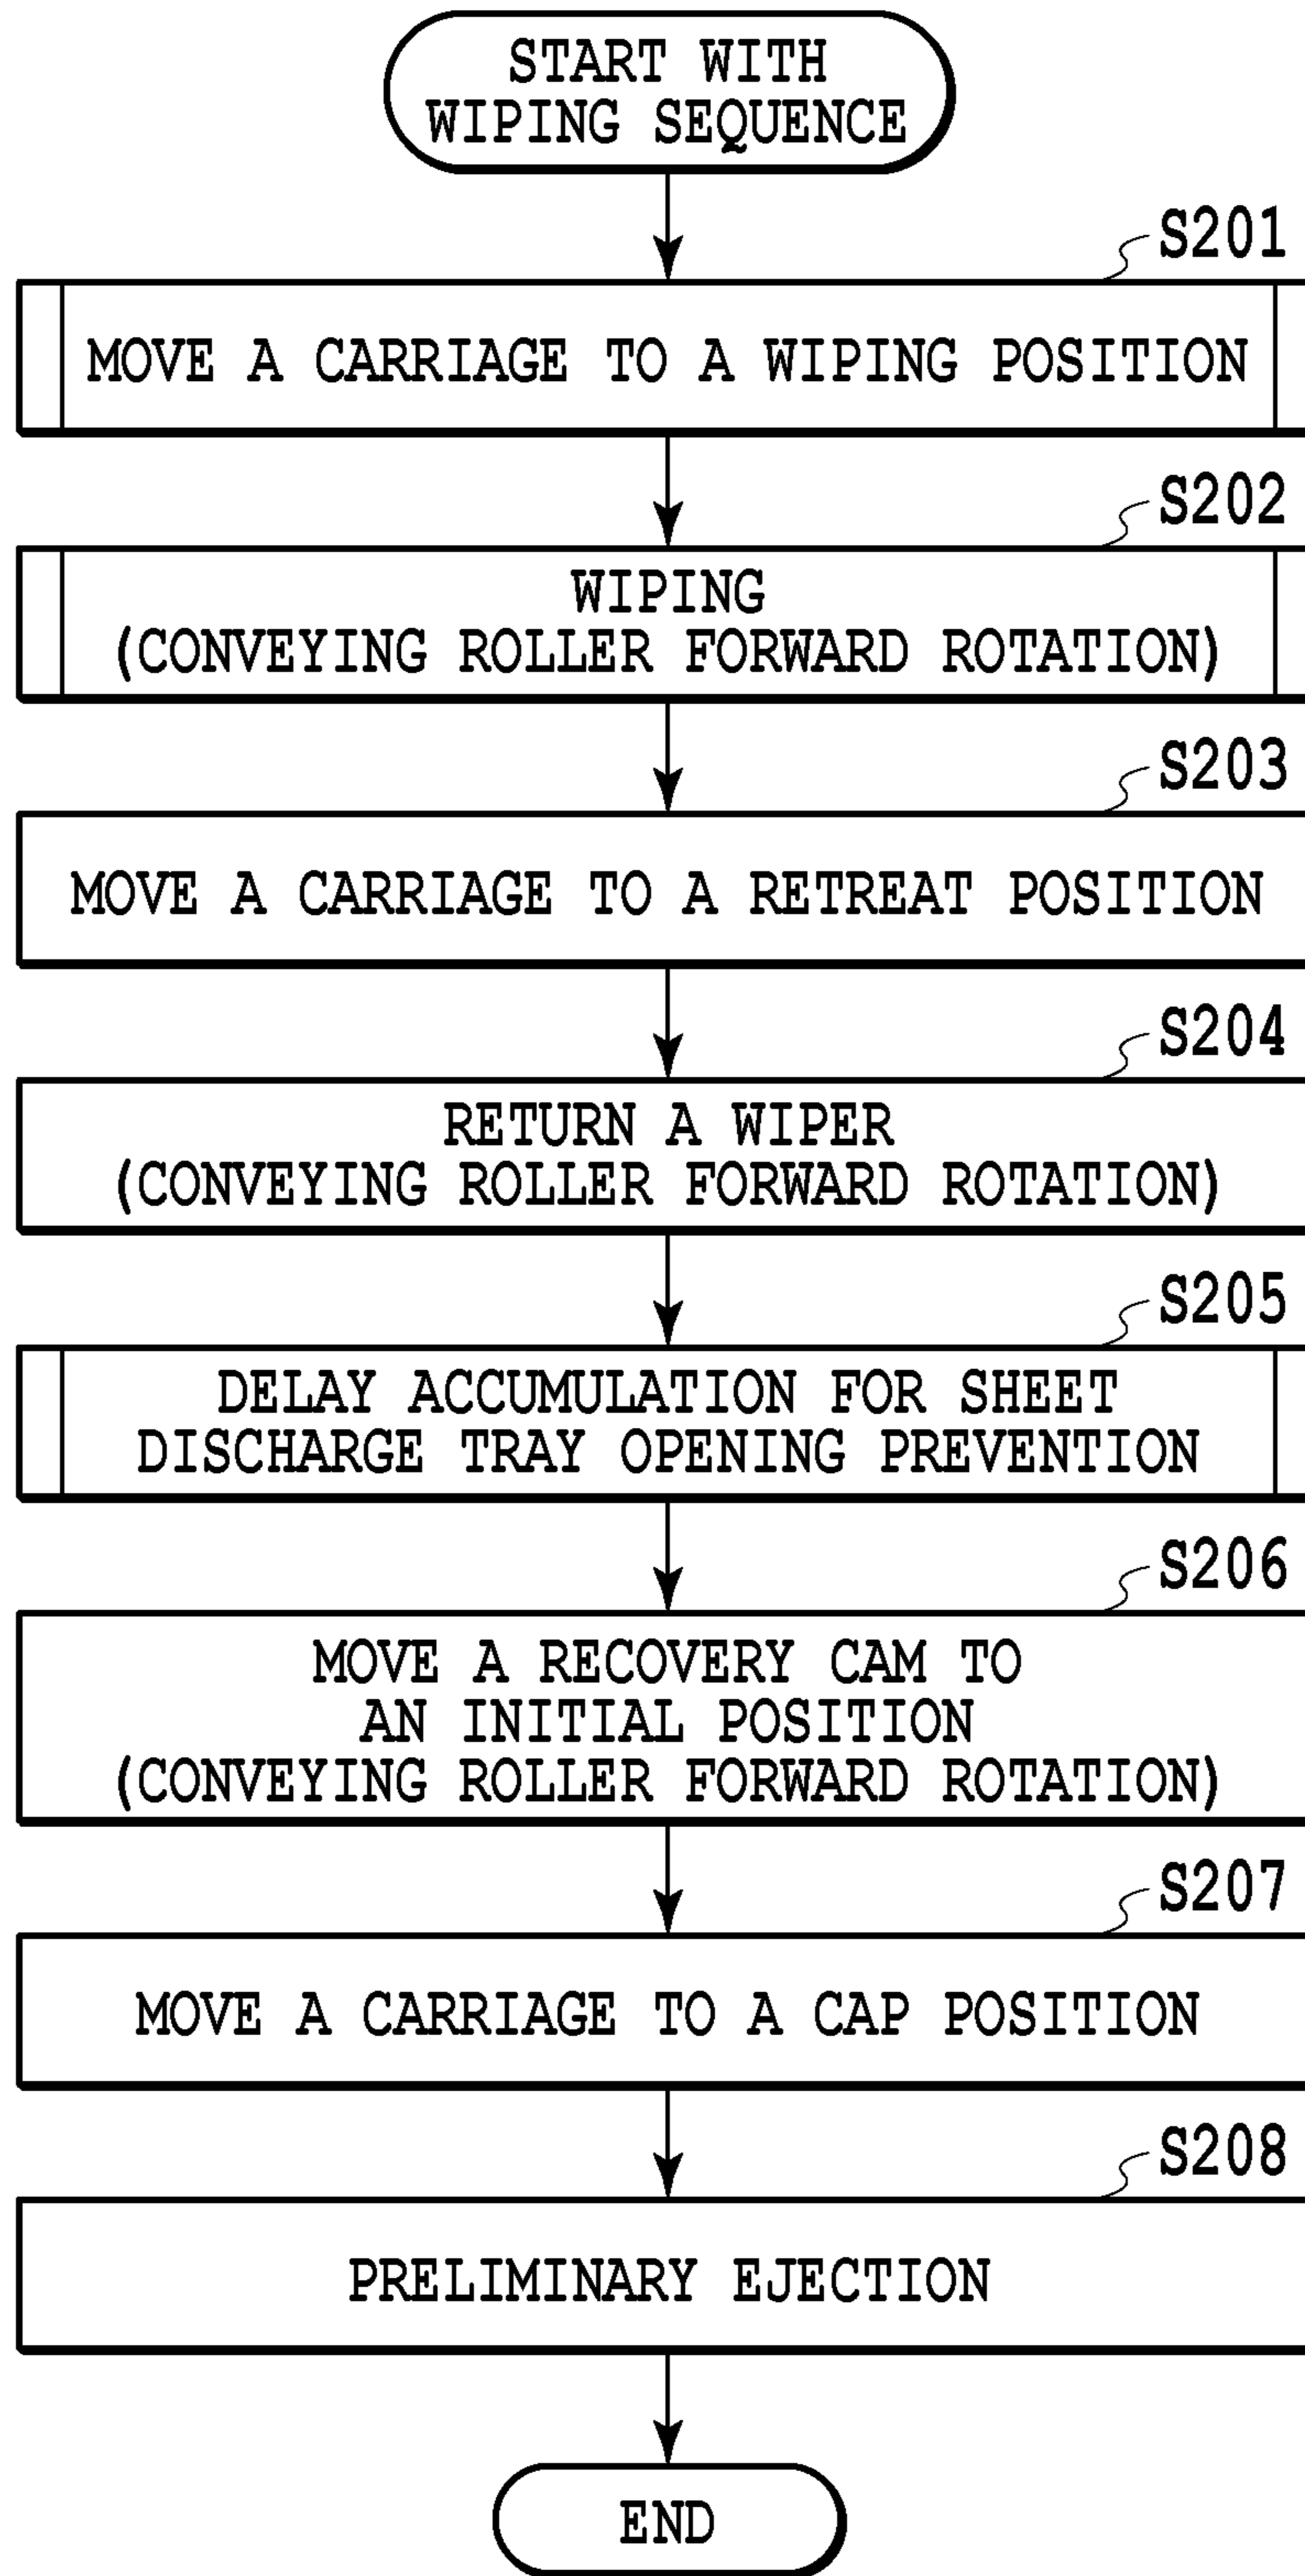 START WITH
WIPING SEQUENCE
S201
MOVE A CARRIAGE TO A WIPING POSITION
S202
WIPING
(CONVEYING ROLLER FORWARD ROTATION)
S203
MOVE A CARRIAGE TO A RETREAT POSITION
S204
RETURN A WIPER
(CONVEYING ROLLER FORWARD ROTATION)
S205
DELAY ACCUMULATION FOR SHEET
DISCHARGE TRAY OPENING PREVENTION
S206
MOVE A RECOVERY CAM TO
AN INITIAL POSITION
(CONVEYING ROLLER FORWARD ROTATION)
S207
MOVE A CARRIAGE TO A CAP POSITION
S208
PRELIMINARY EJECTION
END